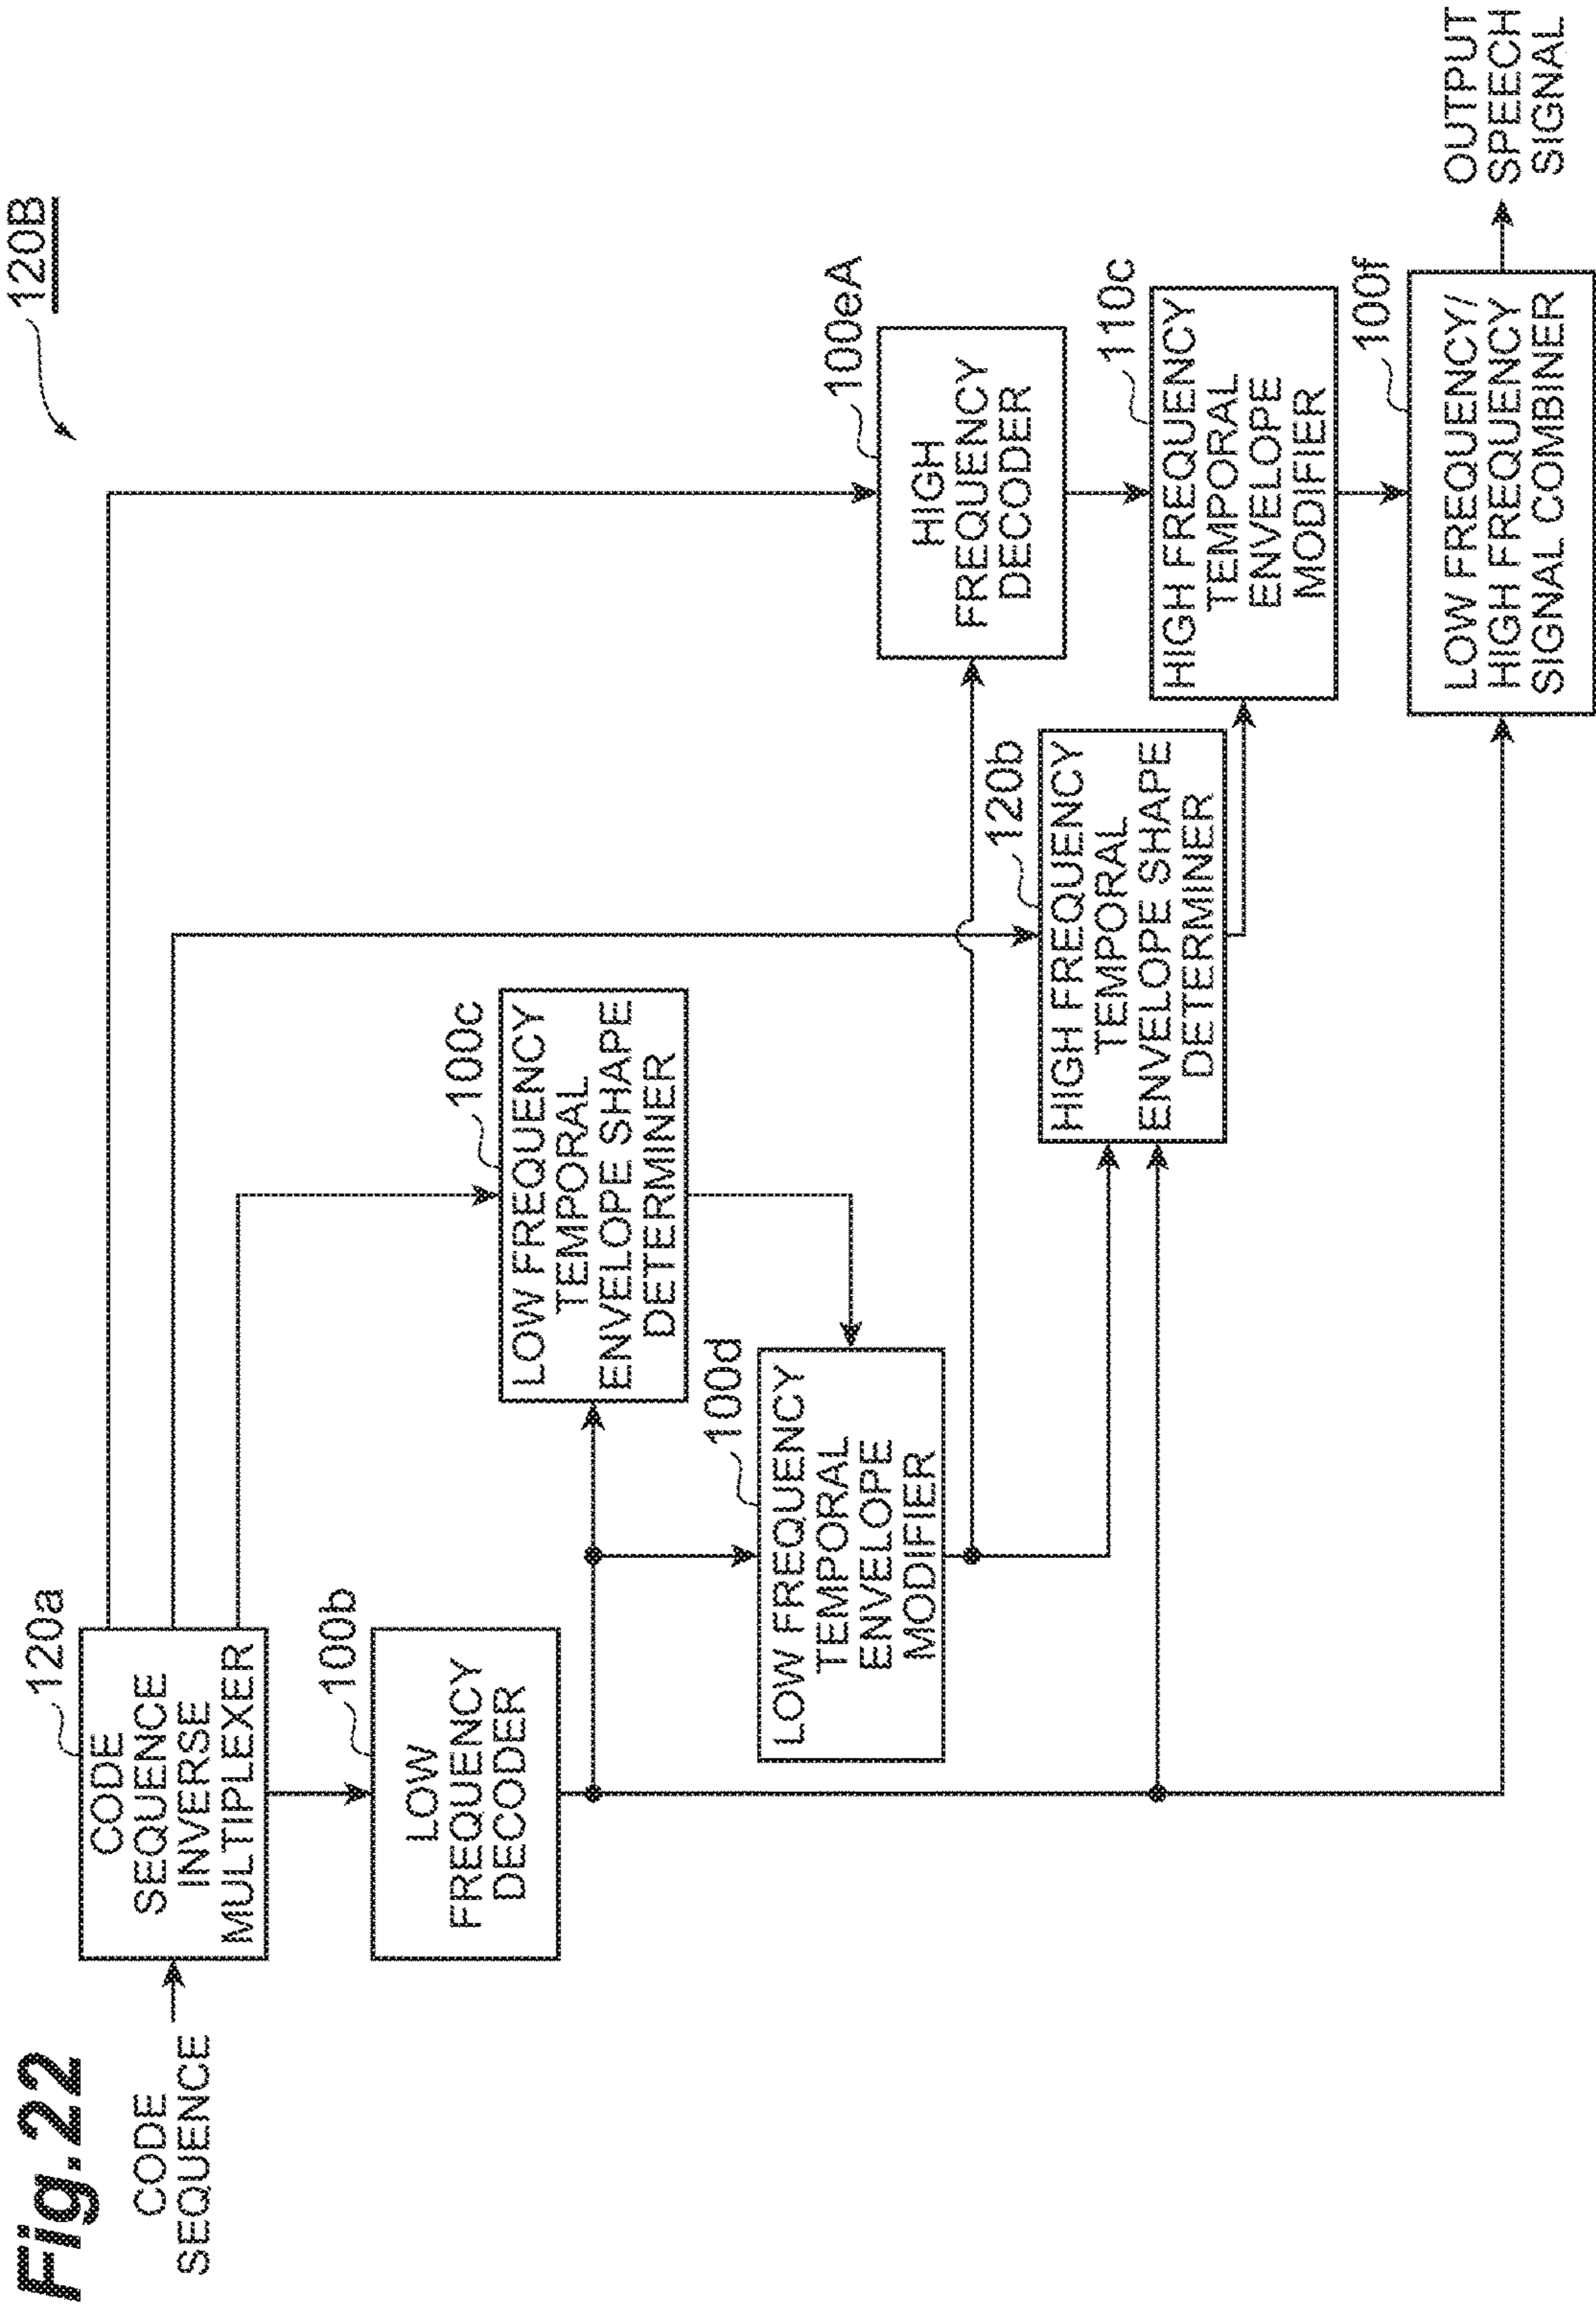 Fig.22
120B
CODE
SEQUENCE
120a
CODE
SEQUENCE
INVERSE
MULTIPLEXER
100b
LOW
FREQUENCY
DECODER
100c
LOW FREQUENCY
TEMPORAL
ENVELOPE SHAPE
DETERMINER
100d
LOW FREQUENCY
TEMPORAL
ENVELOPE
MODIFIER
120b
HIGH FREQUENCY
TEMPORAL
ENVELOPE SHAPE
DETERMINER
100eA
HIGH
FREQUENCY
DECODER
110c
HIGH FREQUENCY
TEMPORAL
ENVELOPE
MODIFIER
100f
LOW FREQUENCY/
HIGH FREQUENCY
SIGNAL COMBINER
OUTPUT
SPEECH
SIGNAL